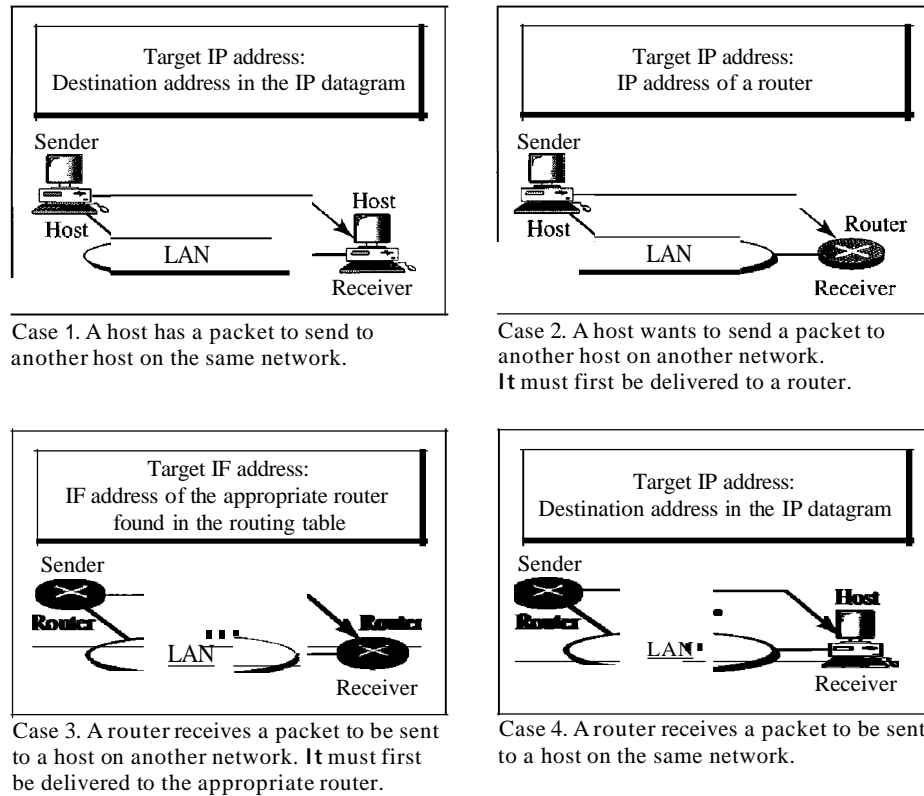 Target IP address:
Destination address in the IP datagram
Sender
Host
Host
LAN
Receiver
Case 1. A host has a packet to send to
another host on the same network.
Target IP address:
IP address of a router
Sender
Host
Router
LAN
Receiver
Case 2. A host wants to send a packet to
another host on another network.
It must first be delivered to a router.
Target IF address:
IF address of the appropriate router
found in the routing table
Sender
Router
Router
LAN
Receiver
Case 3. A router receives a packet to be sent
to a host on another network. It must first
be delivered to the appropriate router.
Target IP address:
Destination address in the IP datagram
Sender
Host
Router
LAN
Receiver
Case 4. A router receives a packet to be sent
to a host on the same network.